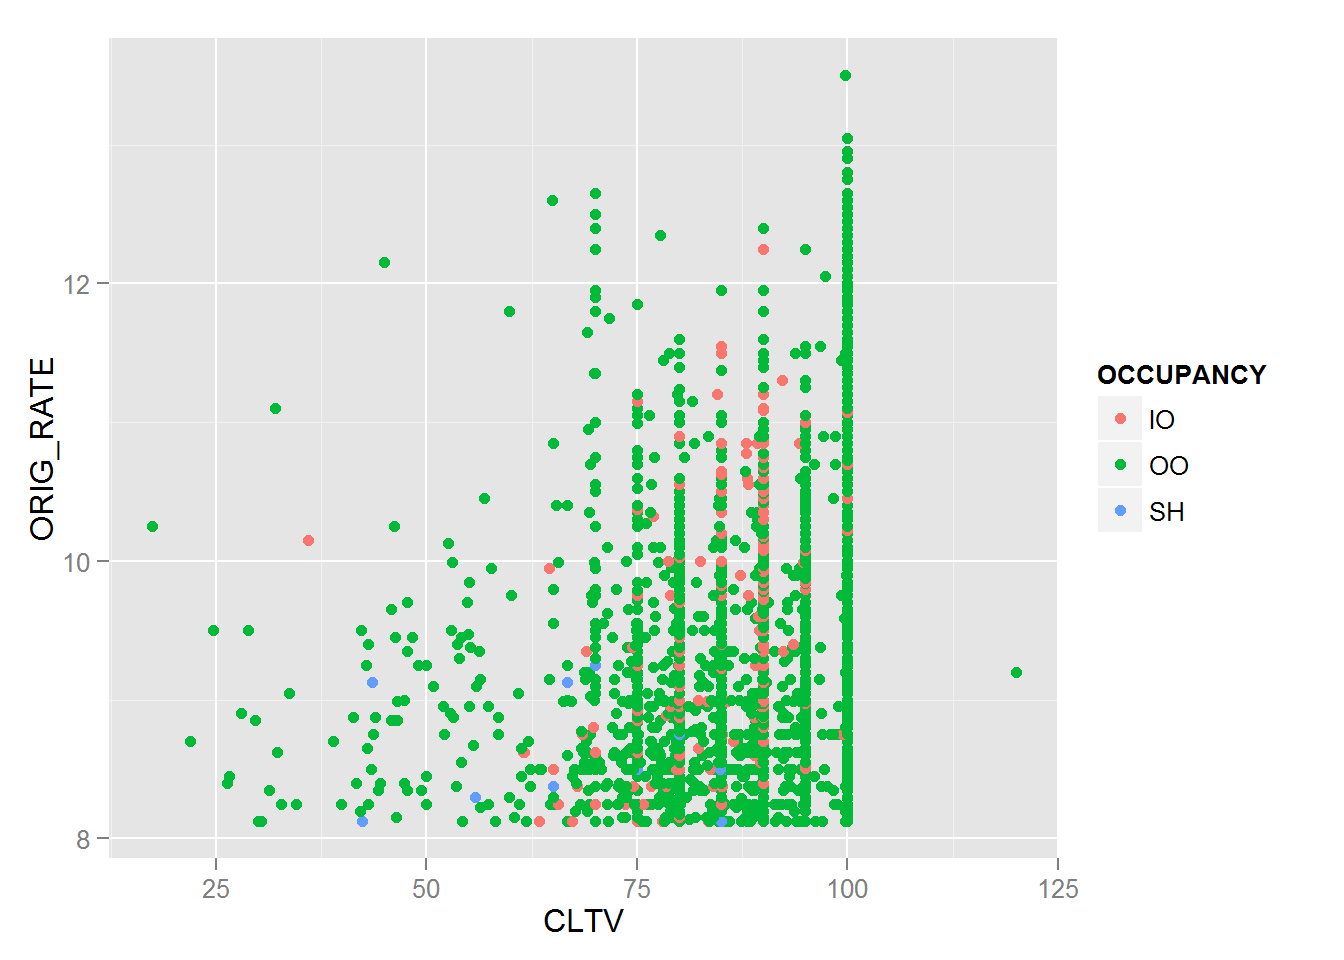 12
10
8
ORIG_RATE
25 50 75 100 125
CLTV
OCCUPANCY
IO
OO
SH